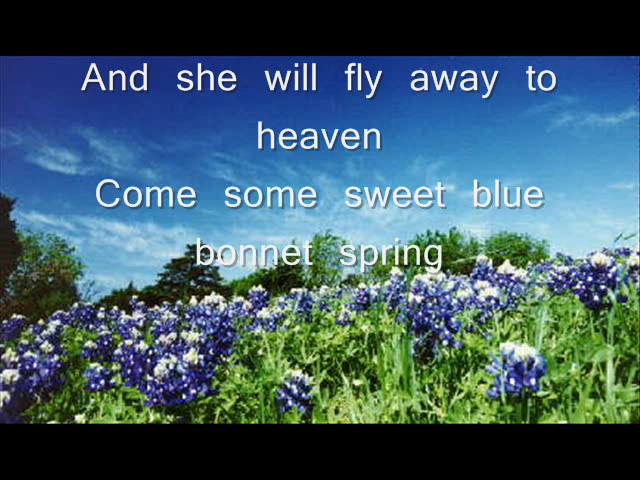 And she will fly away to
heaven
Come some sweet blue
bonnet spring